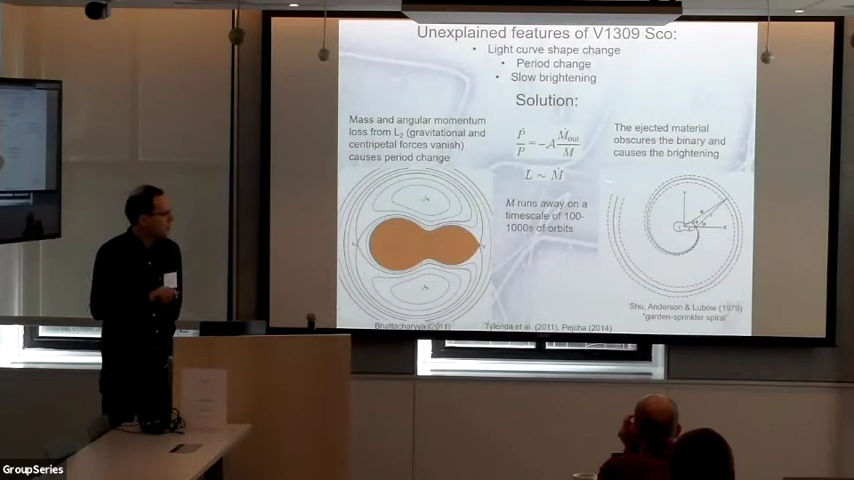 Unexplained features of V1309 Sco:
• Light curve shape change
• Period change
• Slow brightening
Solution:
Mass and angular momentum
loss from L₂ (gravitational and
centripetal forces vanish)
causes period change
Ṗ/P = −𝒜 Ṁout/M
L ~ Ṁ
Ṁ runs away on a
timescale of 100-
1000s of orbits
The ejected material
obscures the binary and
causes the brightening
Bhattacharyya (2011)
Tylenda et al. (2011), Pejcha (2014)
Shu, Anderson & Lubow (1979)
"garden-sprinkler spiral"
GroupSeries